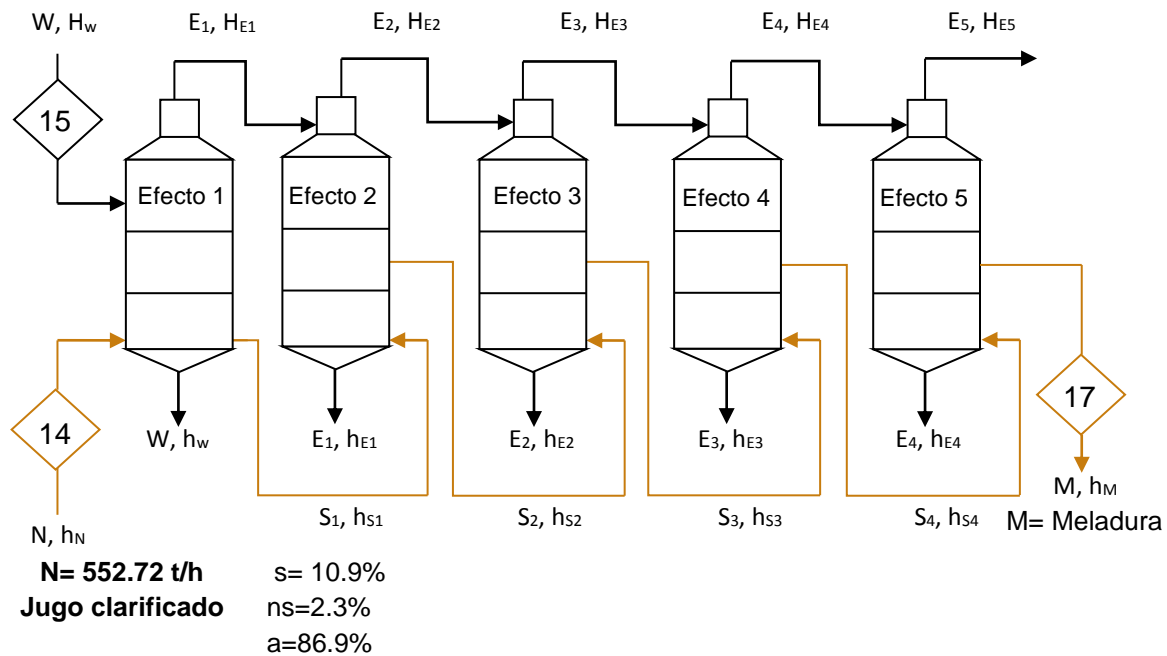 W, Hw E₁, HE1 E₂, HE2 E₃, HE3 E₄, HE4 E₅, HE5
15
Efecto 1 Efecto 2 Efecto 3 Efecto 4 Efecto 5
14 17
W, hw E₁, hE1 E₂, hE2 E₃, hE3 E₄, hE4
M, hM
N, hN S₁, hS1 S₂, hS2 S₃, hS3 S₄, hS4 M= Meladura
N= 552.72 t/h s= 10.9%
Jugo clarificado ns=2.3%
a=86.9%